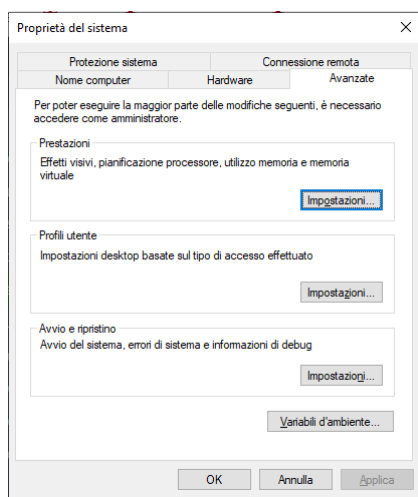 Proprietà del sistema
Protezione sistema
Connessione remota
Nome computer
Hardware
Avanzate
Per poter eseguire la maggior parte delle modifiche seguenti, è necessario
accedere come amministratore.
Prestazioni
Effetti visivi, pianificazione processore, utilizzo memoria e memoria
virtuale
Impostazioni...
Profili utente
Impostazioni desktop basate sul tipo di accesso effettuato
Impostazioni...
Avvio e ripristino
Avvio del sistema, errori di sistema e informazioni di debug
Impostazioni...
Variabili d'ambiente...
OK
Annulla
Applica